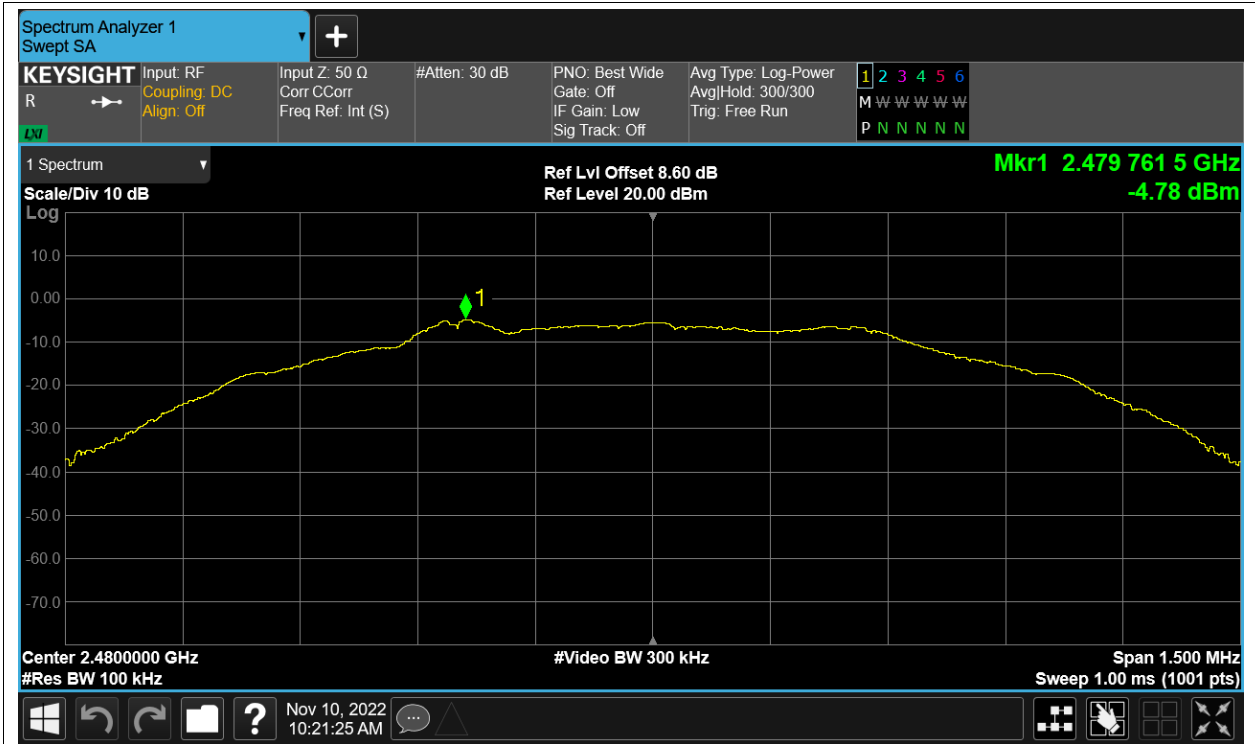 Spectrum Analyzer 1
Swept SA
KEYSIGHT
R
LXI
Input: RF
Coupling: DC
Align: Off
Input Z: 50 Ω
Corr CCorr
Freq Ref: Int (S)
#Atten: 30 dB
PNO: Best Wide
Gate: Off
IF Gain: Low
Sig Track: Off
Avg Type: Log-Power
Avg|Hold: 300/300
Trig: Free Run
1 2 3 4 5 6
M W W W W W
P N N N N N
1 Spectrum
Scale/Div 10 dB
Log
Ref Lvl Offset 8.60 dB
Ref Level 20.00 dBm
Mkr1 2.479 761 5 GHz
-4.78 dBm
1
10.0
0.00
-10.0
-20.0
-30.0
-40.0
-50.0
-60.0
-70.0
Center 2.4800000 GHz
#Res BW 100 kHz
#Video BW 300 kHz
Span 1.500 MHz
Sweep 1.00 ms (1001 pts)
?
Nov 10, 2022
10:21:25 AM